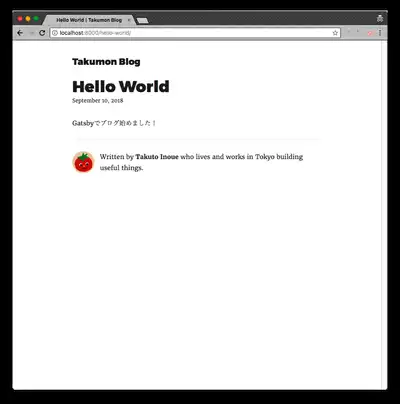 Hello World | Takumon Blog
localhost:8000/hello-world/
Takumon Blog
Hello World
September 10, 2018
Gatsbyでブログ始めました！
Written by Takuto Inoue who lives and works in Tokyo building
useful things.